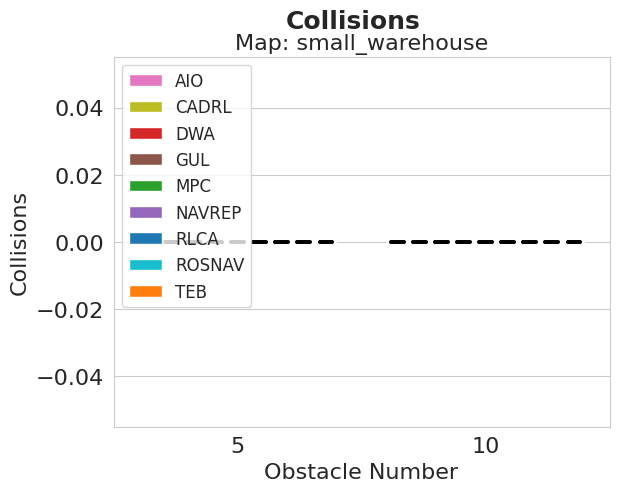 Collisions
Map: small_warehouse
Collisions
0.04
0.02
0.00
−0.02
−0.04
AIO
CADRL
DWA
GUL
MPC
NAVREP
RLCA
ROSNAV
TEB
5
10
Obstacle Number